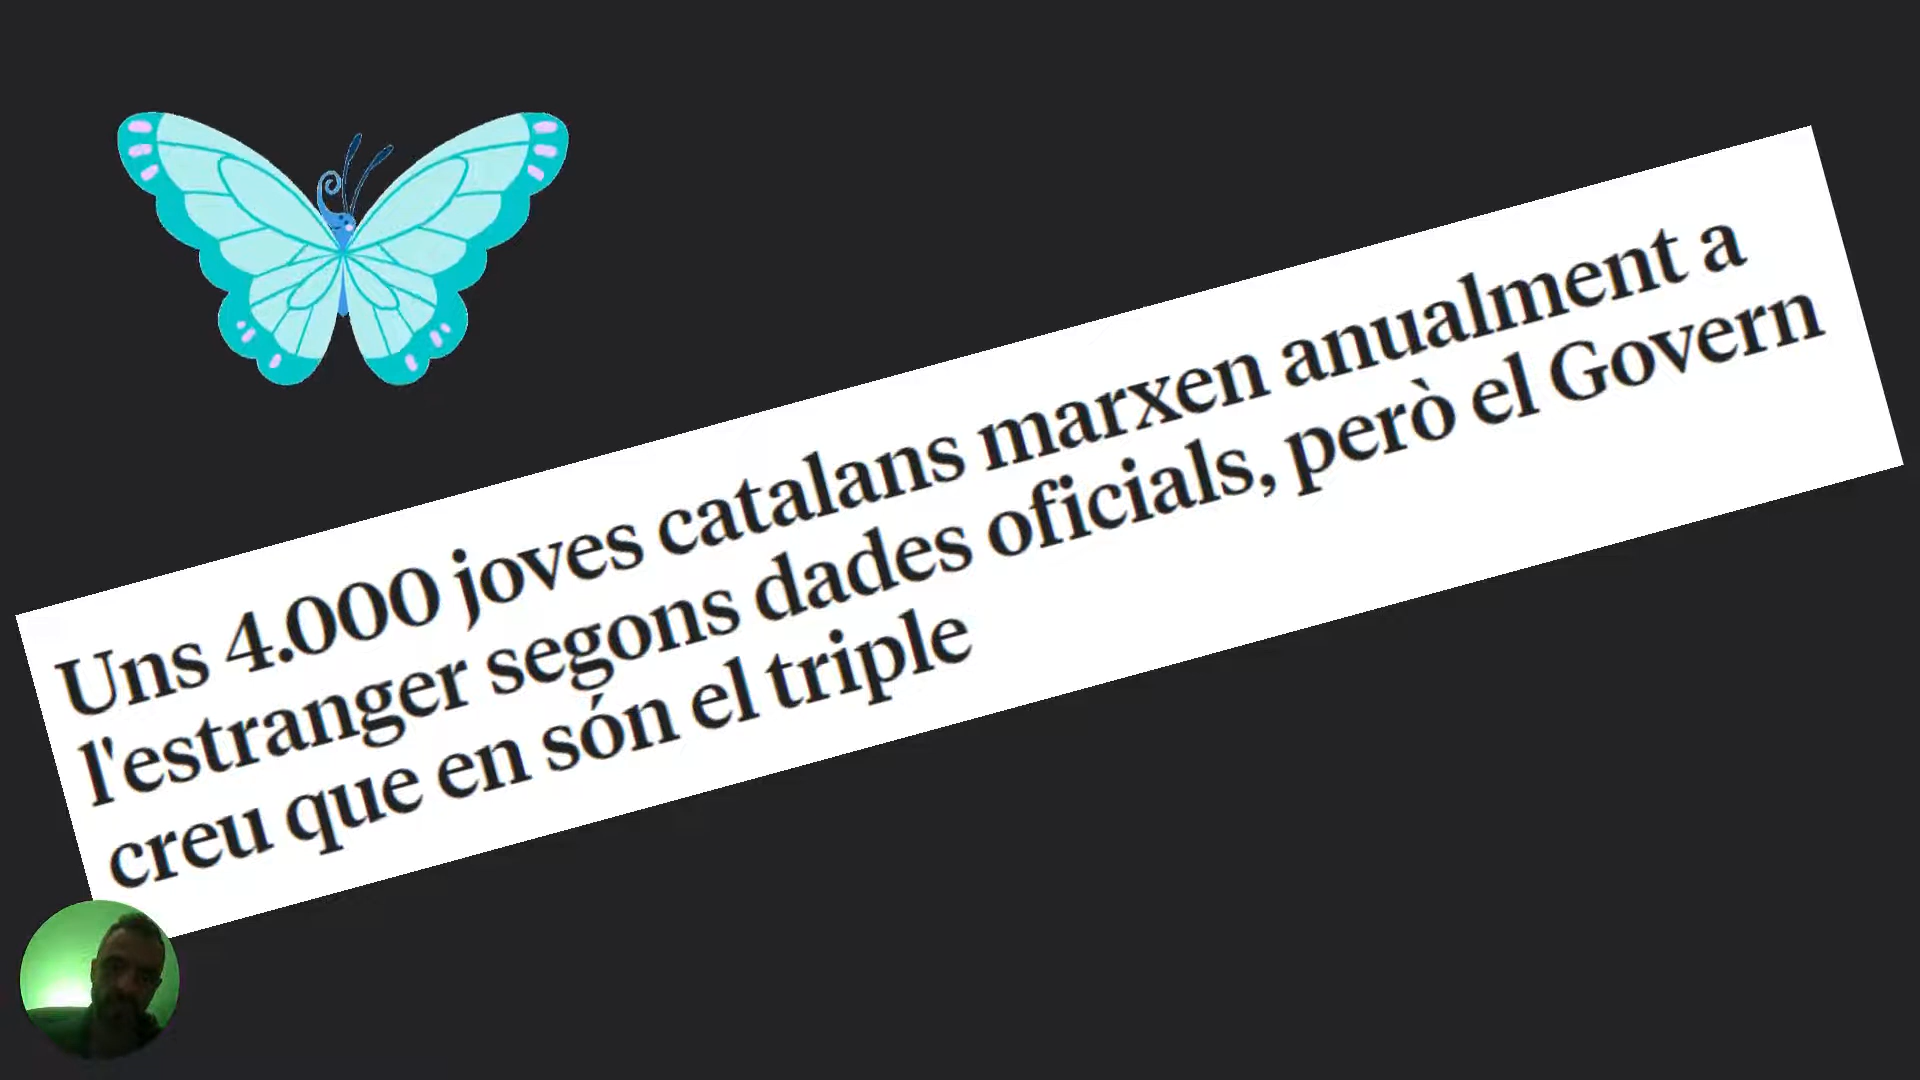 Uns 4.000 joves catalans marxen anualment a
l'estranger segons dades oficials, però el Govern
creu que en són el triple